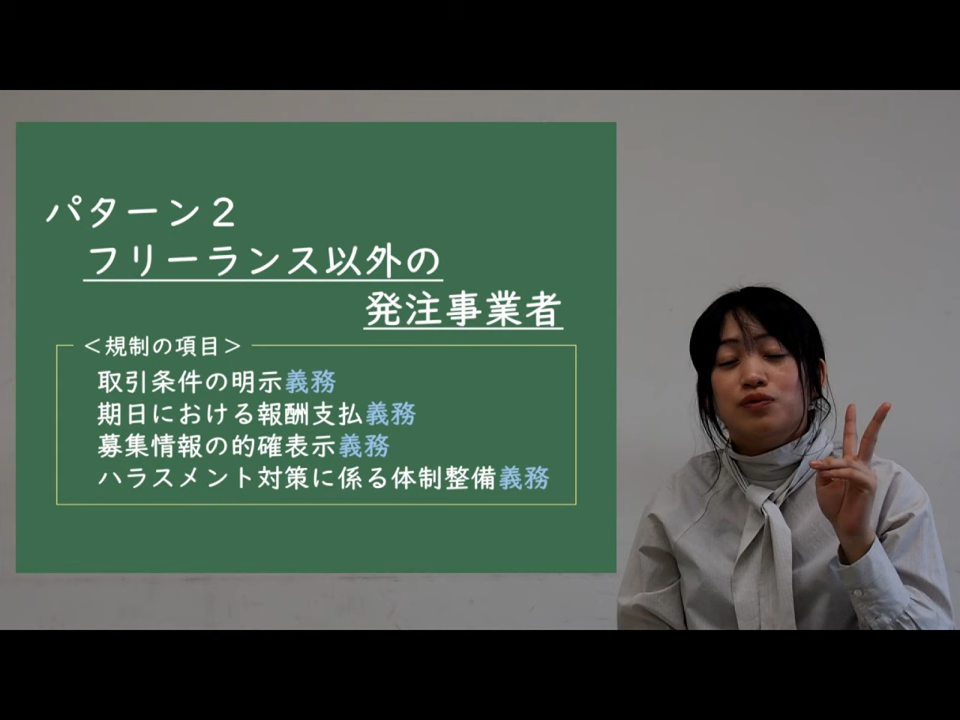 パターン２
フリーランス以外の
発注事業者
＜規制の項目＞
取引条件の明示義務
期日における報酬支払義務
募集情報の的確表示義務
ハラスメント対策に係る体制整備義務